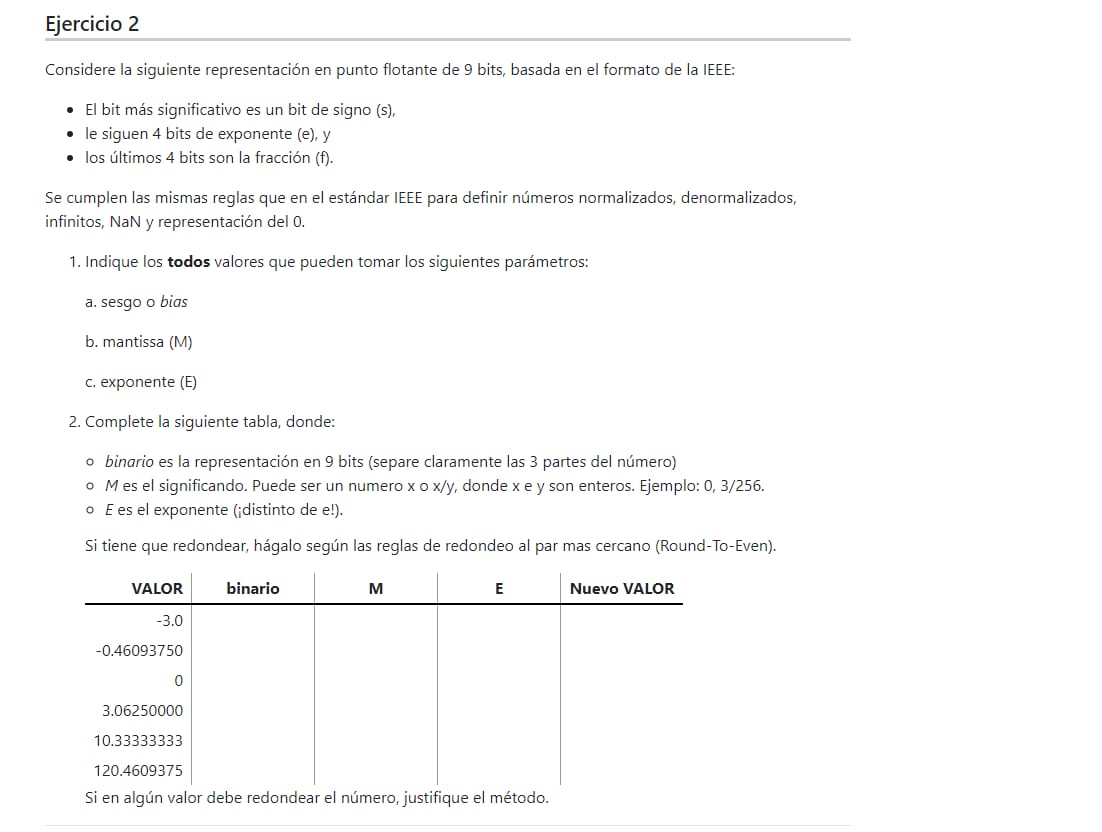 Ejercicio 2
Considere la siguiente representación en punto flotante de 9 bits, basada en el formato de la IEEE:
• El bit más significativo es un bit de signo (s),
• le siguen 4 bits de exponente (e), y
• los últimos 4 bits son la fracción (f).
Se cumplen las mismas reglas que en el estándar IEEE para definir números normalizados, denormalizados,
infinitos, NaN y representación del 0.
1. Indique los todos valores que pueden tomar los siguientes parámetros:
a. sesgo o bias
b. mantissa (M)
c. exponente (E)
2. Complete la siguiente tabla, donde:
○ binario es la representación en 9 bits (separe claramente las 3 partes del número)
○ M es el significando. Puede ser un numero x o x/y, donde x e y son enteros. Ejemplo: 0, 3/256.
○ E es el exponente (¡distinto de e!).
Si tiene que redondear, hágalo según las reglas de redondeo al par mas cercano (Round-To-Even).
VALOR binario M E Nuevo VALOR
-3.0
-0.46093750
0
3.06250000
10.33333333
120.4609375
Si en algún valor debe redondear el número, justifique el método.